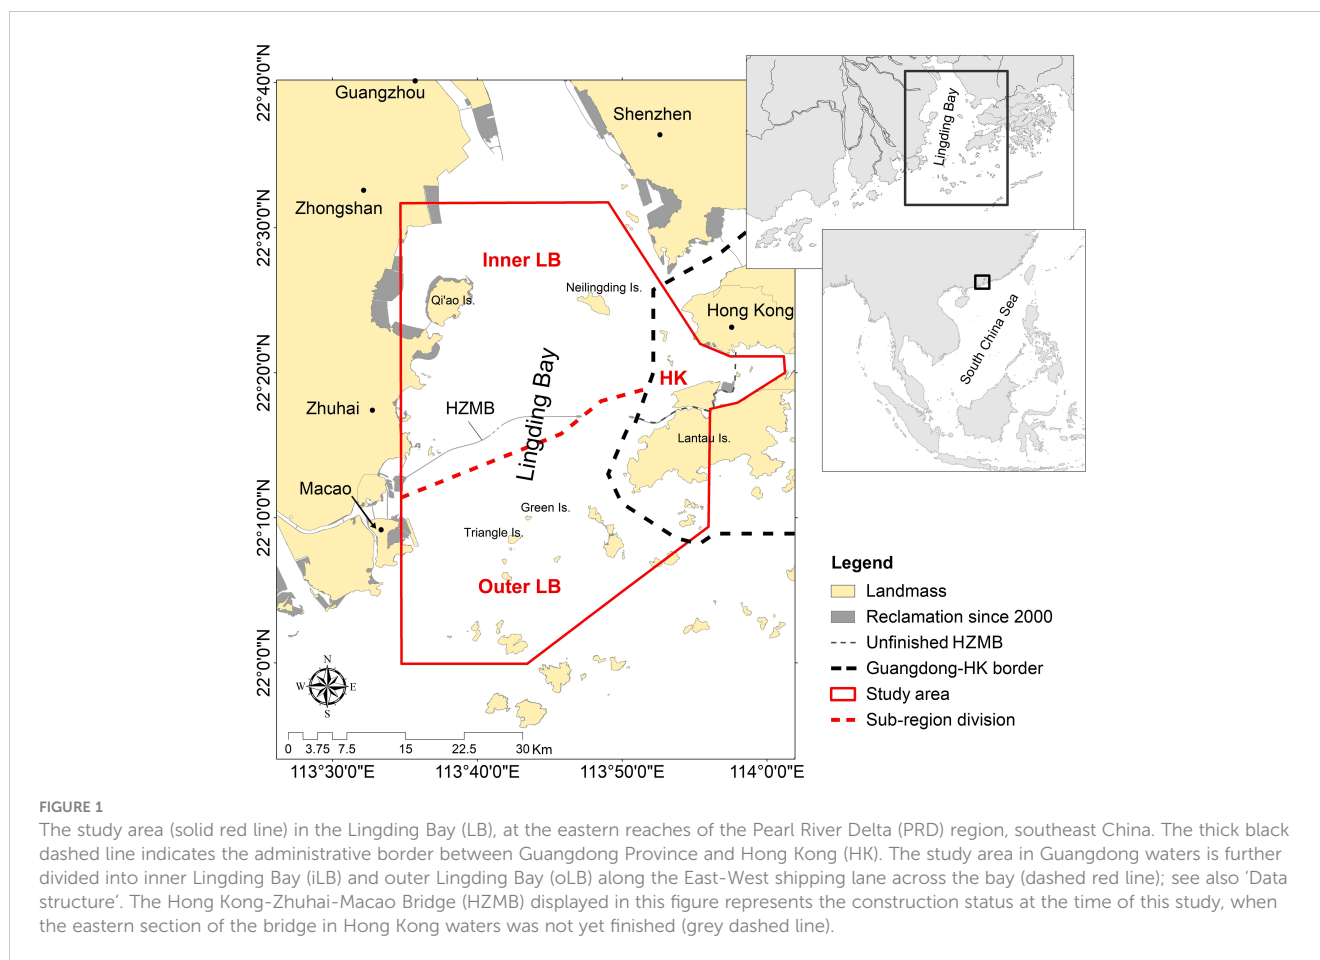 22°40'0"N
22°30'0"N
22°20'0"N
22°10'0"N
22°0'0"N
Guangzhou
Shenzhen
Zhongshan
Inner LB
Qi'ao Is.
Neilingding Is.
Hong Kong
HK
Lingding Bay
Zhuhai
HZMB
Lantau Is.
Macao
Green Is.
Triangle Is.
Outer LB
N
W
E
S
0 3.75 7.5 15 22.5 30 Km
113°30'0"E 113°40'0"E 113°50'0"E 114°0'0"E
Lingding Bay
South China Sea
Legend
Landmass
Reclamation since 2000
Unfinished HZMB
Guangdong-HK border
Study area
Sub-region division
FIGURE 1
The study area (solid red line) in the Lingding Bay (LB), at the eastern reaches of the Pearl River Delta (PRD) region, southeast China. The thick black
dashed line indicates the administrative border between Guangdong Province and Hong Kong (HK). The study area in Guangdong waters is further
divided into inner Lingding Bay (iLB) and outer Lingding Bay (oLB) along the East-West shipping lane across the bay (dashed red line); see also ‘Data
structure’. The Hong Kong-Zhuhai-Macao Bridge (HZMB) displayed in this figure represents the construction status at the time of this study, when
the eastern section of the bridge in Hong Kong waters was not yet finished (grey dashed line).